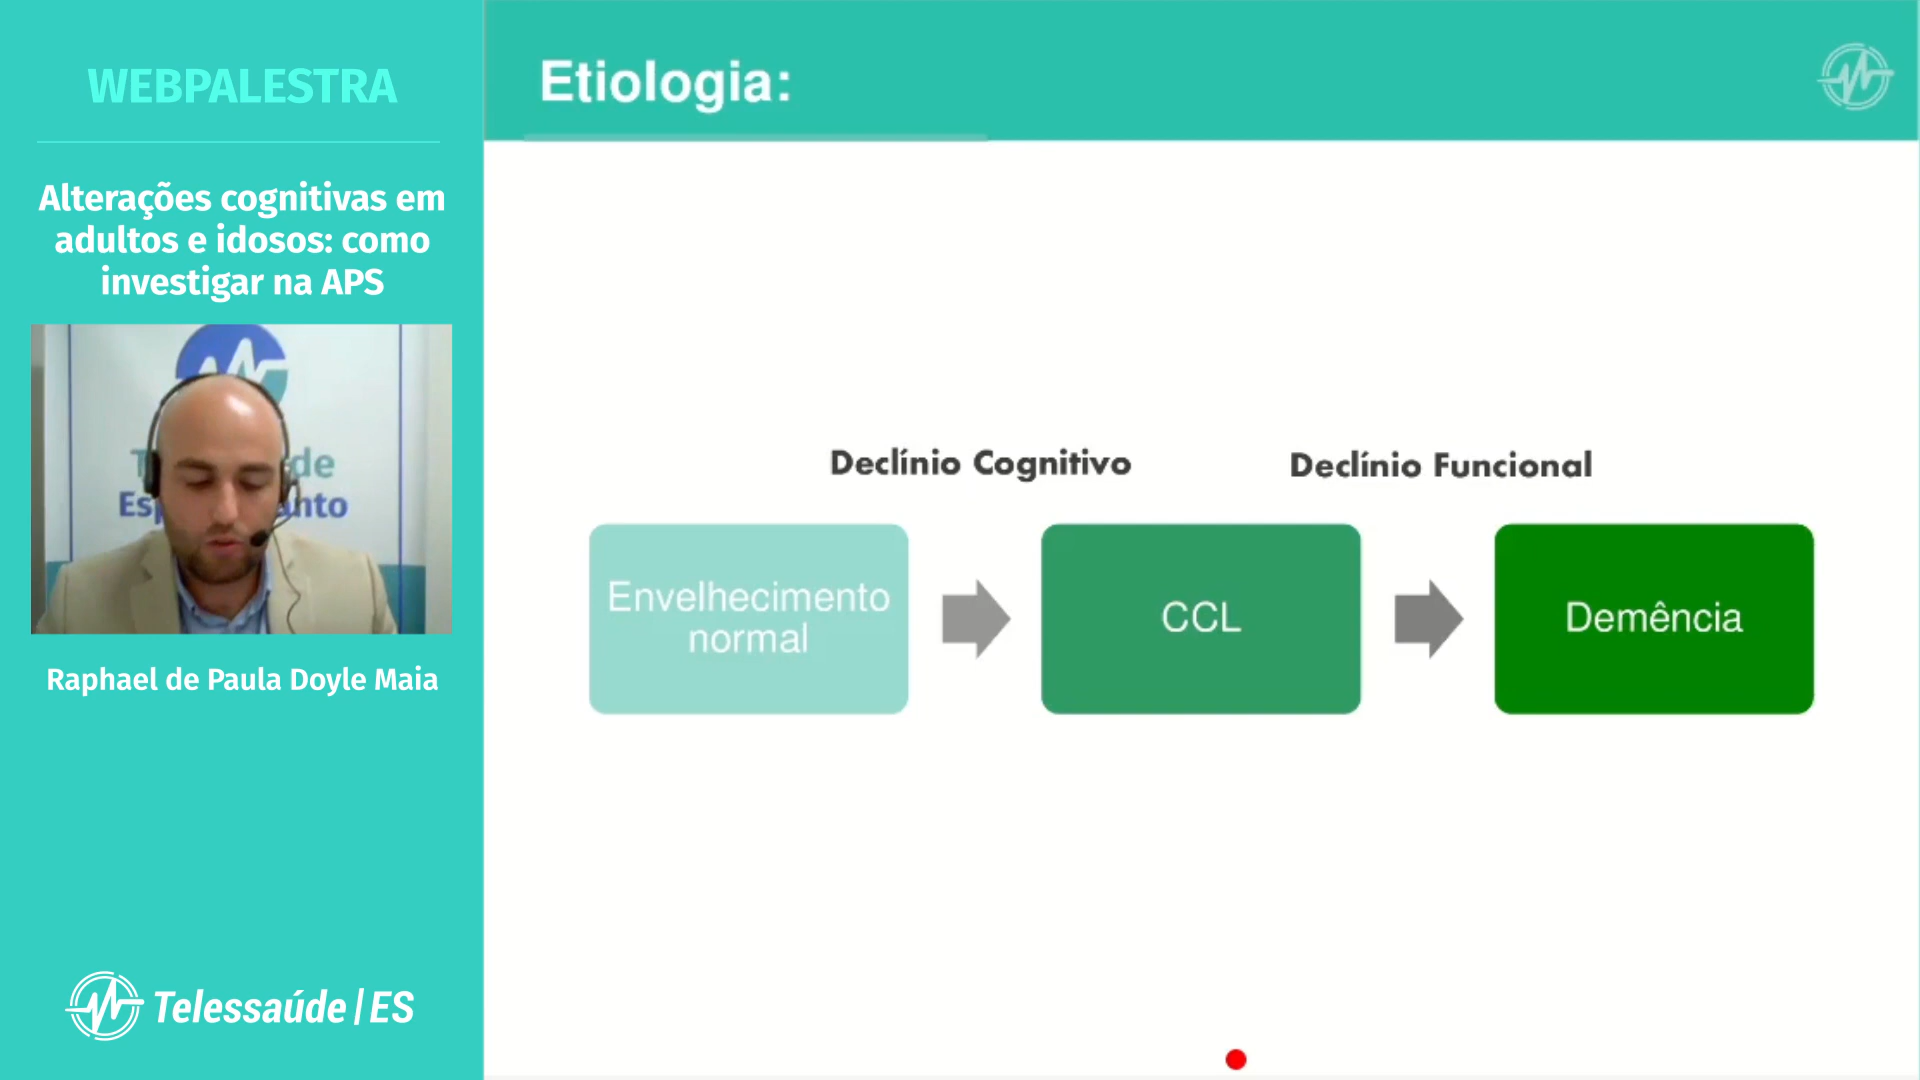 WEBPALESTRA
Alterações cognitivas em
adultos e idosos: como
investigar na APS
Raphael de Paula Doyle Maia
Telessaúde|ES
Etiologia:
Declínio Cognitivo
Declínio Funcional
Envelhecimento
normal
CCL
Demência